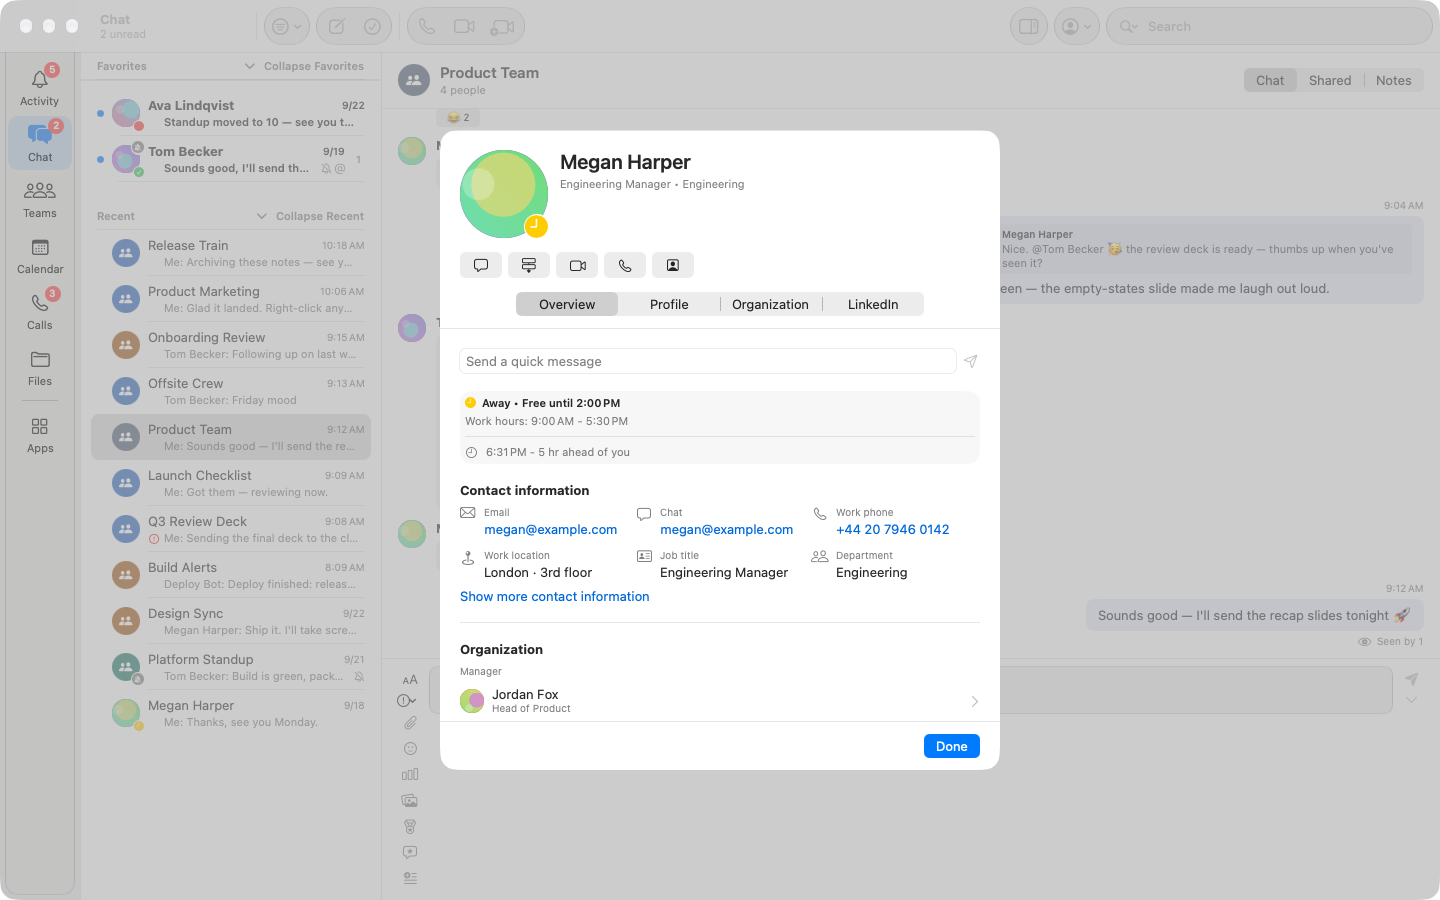 Chat
2 unread
Search
5
Activity
2
Chat
Teams
Calendar
3
Calls
Files
Apps
Favorites
Collapse Favorites
Ava Lindqvist
9/22
Standup moved to 10 — see you t...
Tom Becker
9/19
Sounds good, I'll send th...
@
1
Recent
Collapse Recent
Release Train
10:18 AM
Me: Archiving these notes — see y...
Product Marketing
10:06 AM
Me: Glad it landed. Right-click any...
Onboarding Review
9:15 AM
Tom Becker: Following up on last w...
Offsite Crew
9:13 AM
Tom Becker: Friday mood
Product Team
9:12 AM
Me: Sounds good — I'll send the re...
Launch Checklist
9:09 AM
Me: Got them — reviewing now.
Q3 Review Deck
9:08 AM
Me: Sending the final deck to the cl...
Build Alerts
8:09 AM
Deploy Bot: Deploy finished: releas...
Design Sync
9/22
Megan Harper: Ship it. I'll take scre...
Platform Standup
9/21
Tom Becker: Build is green, pack...
Megan Harper
9/18
Me: Thanks, see you Monday.
Product Team
4 people
Chat
Shared
Notes
😂 2
9:04 AM
Megan Harper
Nice. @Tom Becker 🥳 the review deck is ready — thumbs up when you've
seen it?
een — the empty-states slide made me laugh out loud.
9:12 AM
Sounds good — I'll send the recap slides tonight 🚀
Seen by 1
AA
Megan Harper
Engineering Manager • Engineering
Overview
Profile
Organization
LinkedIn
Send a quick message
Away • Free until 2:00 PM
Work hours: 9:00 AM - 5:30 PM
6:31 PM - 5 hr ahead of you
Contact information
Email
megan@example.com
Chat
megan@example.com
Work phone
+44 20 7946 0142
Work location
London · 3rd floor
Job title
Engineering Manager
Department
Engineering
Show more contact information
Organization
Manager
Jordan Fox
Head of Product
Done